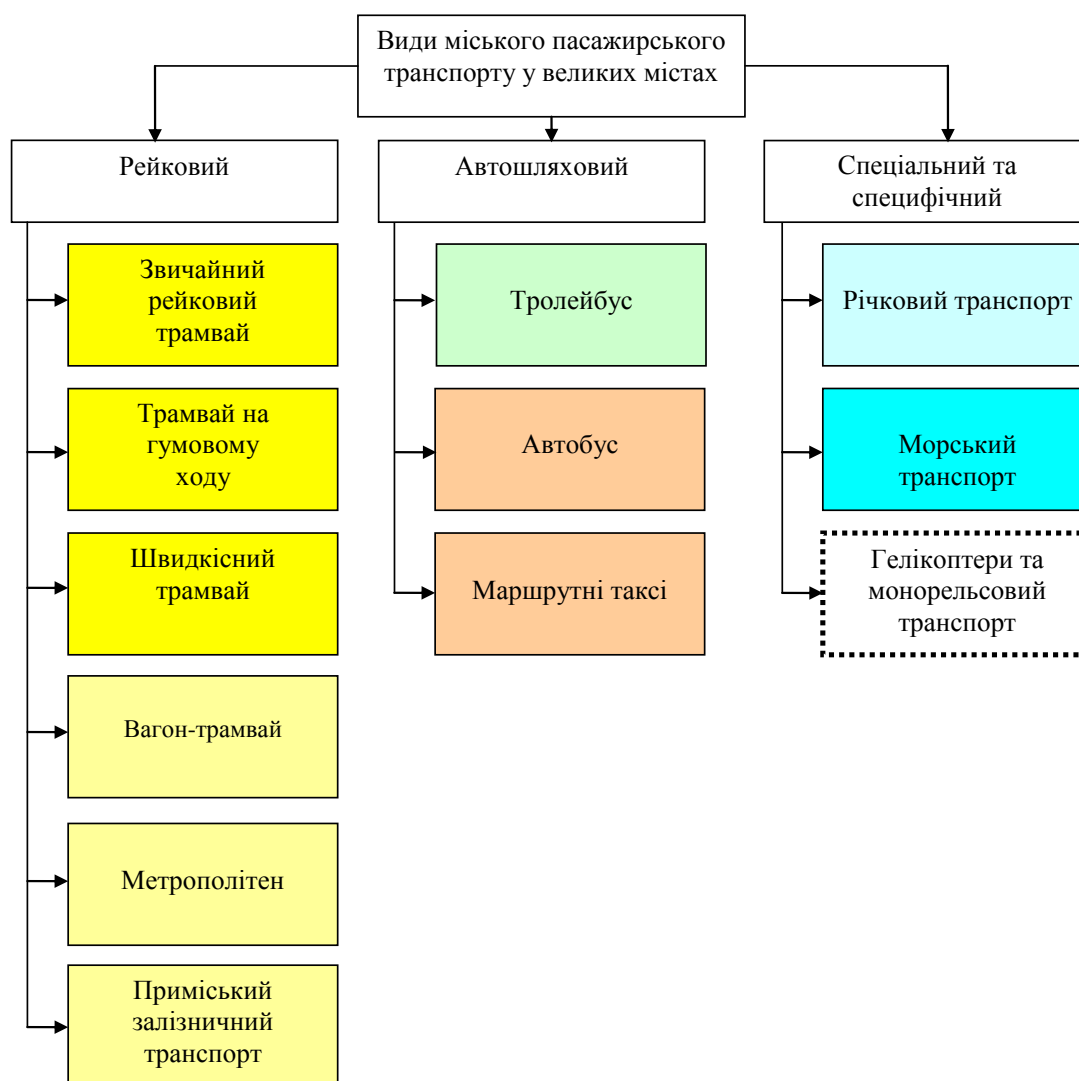 Види міського пасажирського
транспорту у великих містах
Рейковий
Звичайний
рейковий
трамвай
Трамвай на
гумовому
ходу
Швидкісний
трамвай
Вагон-трамвай
Метрополітен
Приміський
залізничний
транспорт
Автошляховий
Тролейбус
Автобус
Маршрутні таксі
Спеціальний та
специфічний
Річковий транспорт
Морський
транспорт
Гелікоптери та
монорельсовий
транспорт